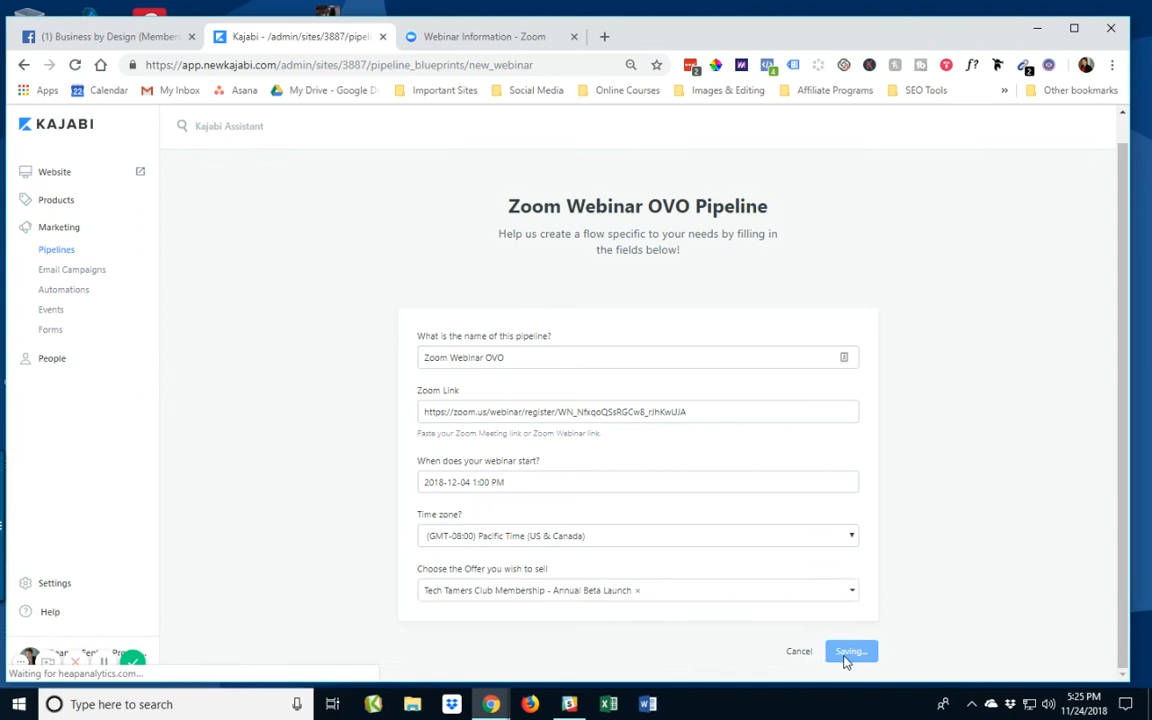 (1) Business by Design (Member
Kajabi - /admin/sites/3887/pipel
Webinar Information - Zoom
https://app.newkajabi.com/admin/sites/3887/pipeline_blueprints/new_webinar
2
4
f?
2
Apps
22
Calendar
My Inbox
Asana
My Drive - Google D
Important Sites
Social Media
Online Courses
Images & Editing
Affiliate Programs
SEO Tools
»
Other bookmarks
KAJABI
Kajabi Assistant
Website
Products
Marketing
Pipelines
Email Campaigns
Automations
Events
Forms
People
Settings
Help
Zoom Webinar OVO Pipeline
Help us create a flow specific to your needs by filling in
the fields below!
What is the name of this pipeline?
Zoom Webinar OVO
Zoom Link
https://zoom.us/webinar/register/WN_NfxqoQSsRGCw8_rJhKwUJA
Paste your Zoom Meeting link or Zoom Webinar link.
When does your webinar start?
2018-12-04 1:00 PM
Time zone?
(GMT-08:00) Pacific Time (US & Canada)
Choose the Offer you wish to sell
Tech Tamers Club Membership - Annual Beta Launch ×
Cancel
Saving...
Waiting for heapanalytics.com...
Type here to search
5:25 PM
11/24/2018